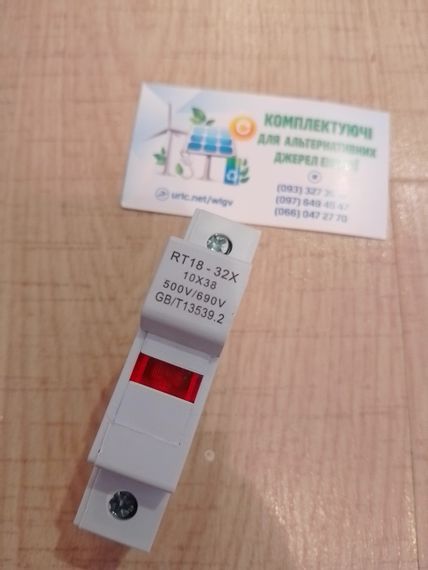 КОМПЛЕКТУЮЧІ
ДЛЯ АЛЬТЕРНАТИВНИХ
ДЖЕРЕЛ
(093) 327
(097) 649 45 47
(066) 047 27 70
urlc.net/wlgv
RT18 - 32X
10X38
500V/690V
GB/T13539.2